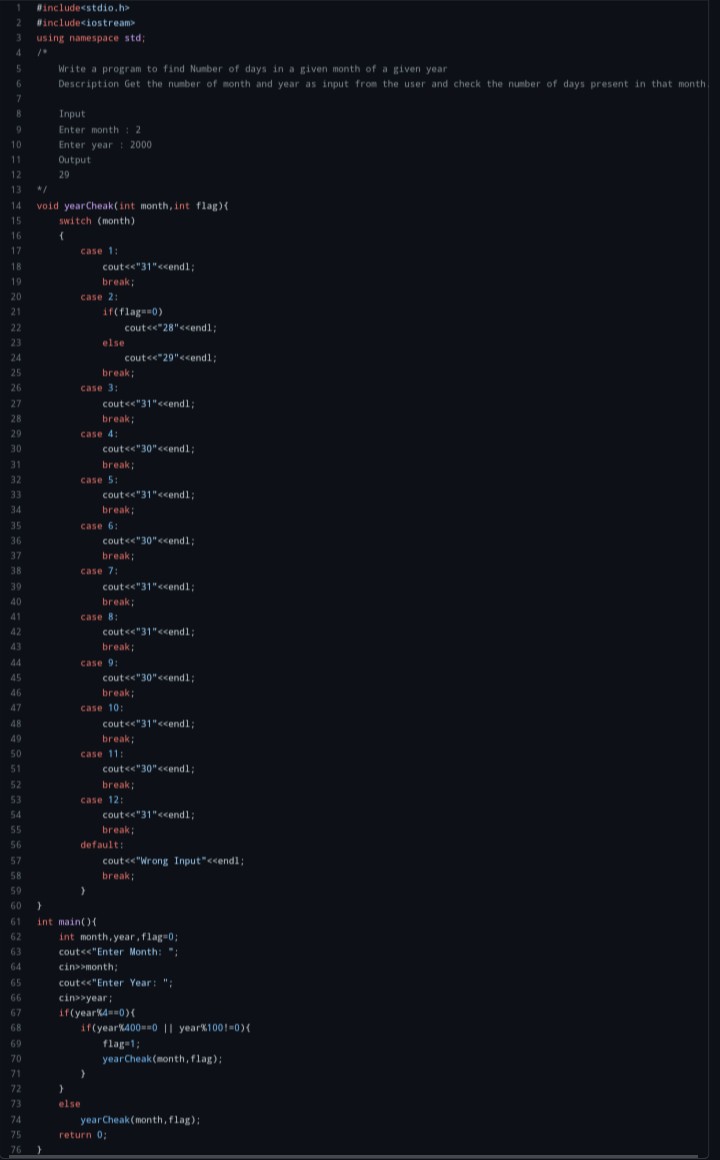 1 #include<stdio.h>
2 #include<iostream>
3 using namespace std;
4 /*
5     Write a program to find Number of days in a given month of a given year
6     Description Get the number of month and year as input from the user and check the number of days present in that month.
7
8     Input
9     Enter month : 2
10     Enter year : 2000
11     Output
12     29
13 */
14 void yearCheak(int month,int flag){
15     switch (month)
16     {
17         case 1:
18             cout<<"31"<<endl;
19             break;
20         case 2:
21             if(flag==0)
22                 cout<<"28"<<endl;
23             else
24                 cout<<"29"<<endl;
25             break;
26         case 3:
27             cout<<"31"<<endl;
28             break;
29         case 4:
30             cout<<"30"<<endl;
31             break;
32         case 5:
33             cout<<"31"<<endl;
34             break;
35         case 6:
36             cout<<"30"<<endl;
37             break;
38         case 7:
39             cout<<"31"<<endl;
40             break;
41         case 8:
42             cout<<"31"<<endl;
43             break;
44         case 9:
45             cout<<"30"<<endl;
46             break;
47         case 10:
48             cout<<"31"<<endl;
49             break;
50         case 11:
51             cout<<"30"<<endl;
52             break;
53         case 12:
54             cout<<"31"<<endl;
55             break;
56         default:
57             cout<<"Wrong Input"<<endl;
58             break;
59         }
60 }
61 int main(){
62     int month,year,flag=0;
63     cout<<"Enter Month: ";
64     cin>>month;
65     cout<<"Enter Year: ";
66     cin>>year;
67     if(year%4==0){
68         if(year%400==0 || year%100!=0){
69             flag=1;
70             yearCheak(month,flag);
71         }
72     }
73     else
74         yearCheak(month,flag);
75     return 0;
76 }